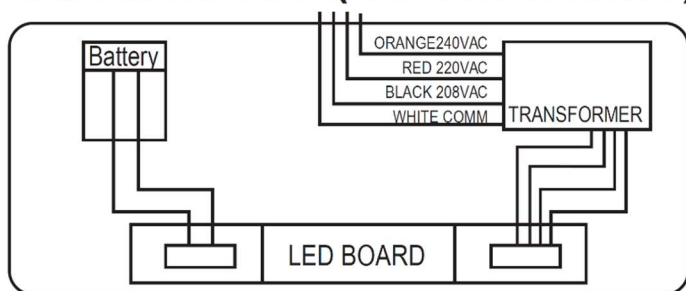 Battery
ORANGE240VAC
RED 220VAC
BLACK 208VAC
WHITE COMM
TRANSFORMER
LED BOARD